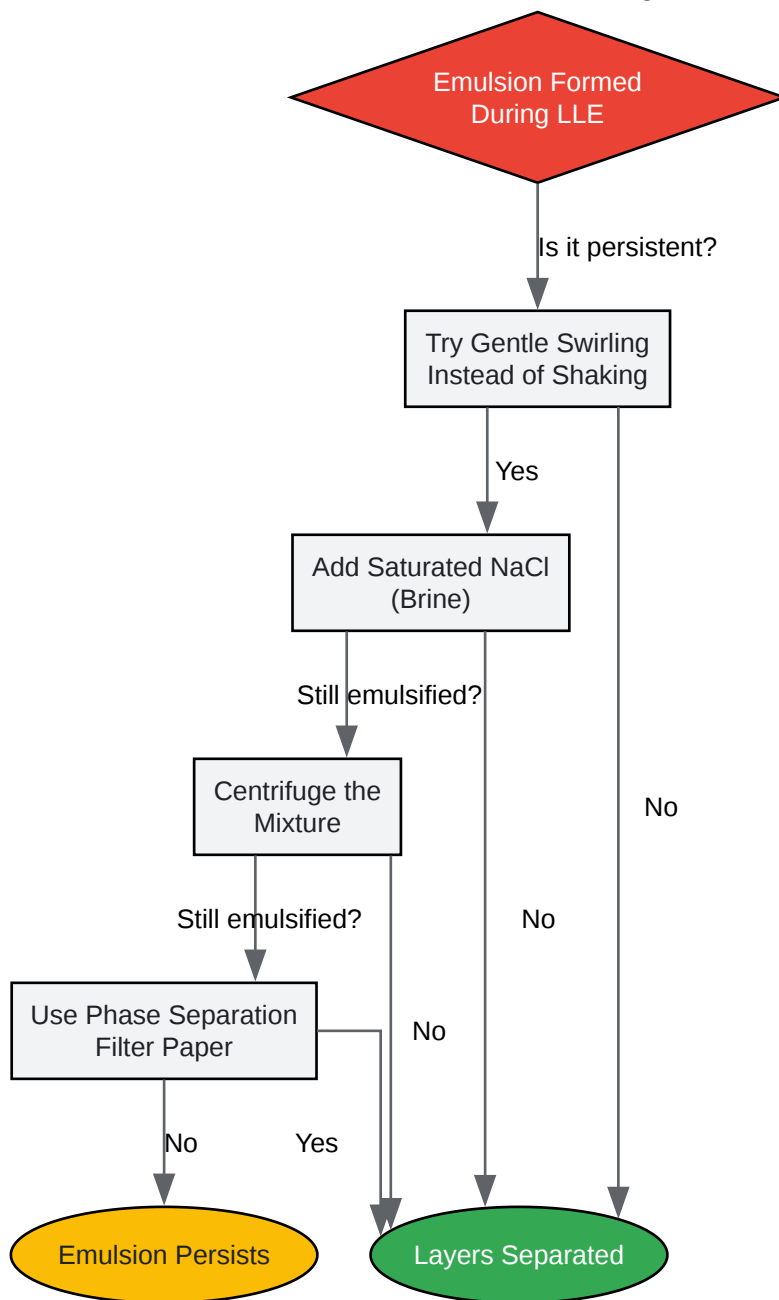 Emulsion Formed
During LLE
Is it persistent?
Try Gentle Swirling
Instead of Shaking
Yes
Add Saturated NaCl
(Brine)
Still emulsified?
Centrifuge the
Mixture
No
Still emulsified?
No
Use Phase Separation
Filter Paper
No
No
Yes
Emulsion Persists
Layers Separated